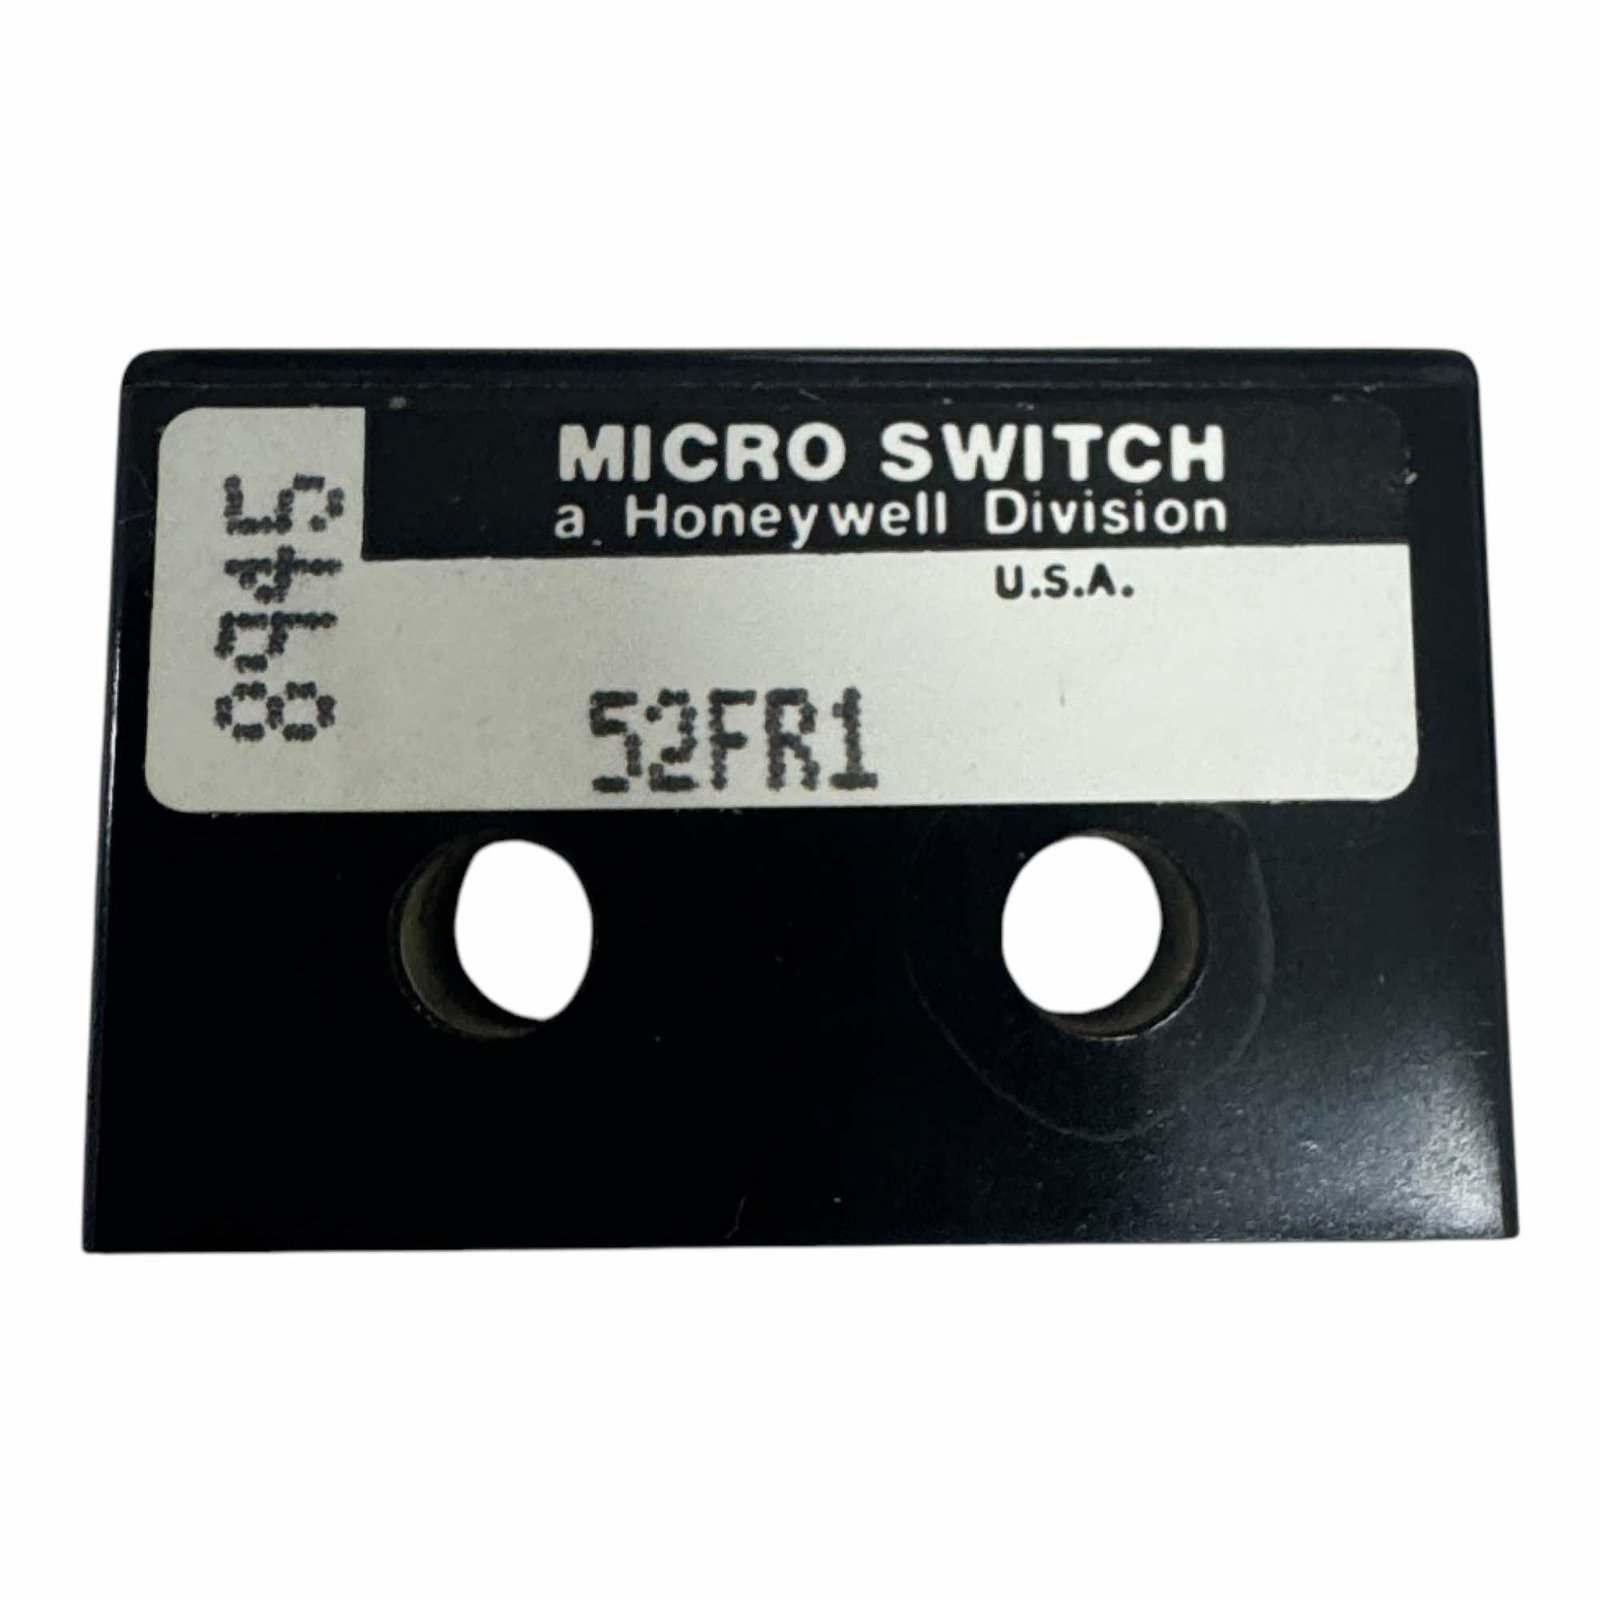 MICRO SWITCH
a Honeywell Division
U.S.A.
8945
52FR1